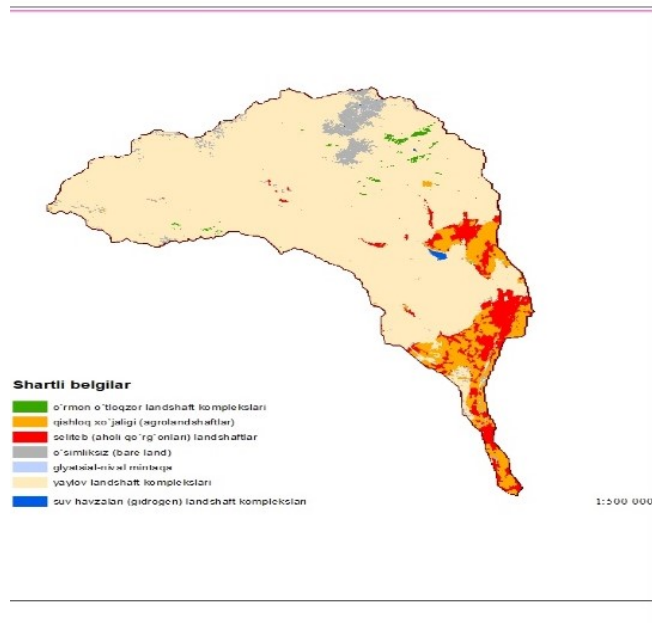 Shartli belgilar
o`rmon o`tloqzor landshaft komplekslari
qishloq xo`jaligi (agrolandshaftlar)
seliteb (aholi qo`rg`onlari) landshaftlar
o`simliksiz (bare land)
glyatsial-nival mintaqa
yaylov landshaft komplekslari
suv havzalari (gidrogen) landshaft komplekslari
1:500 000